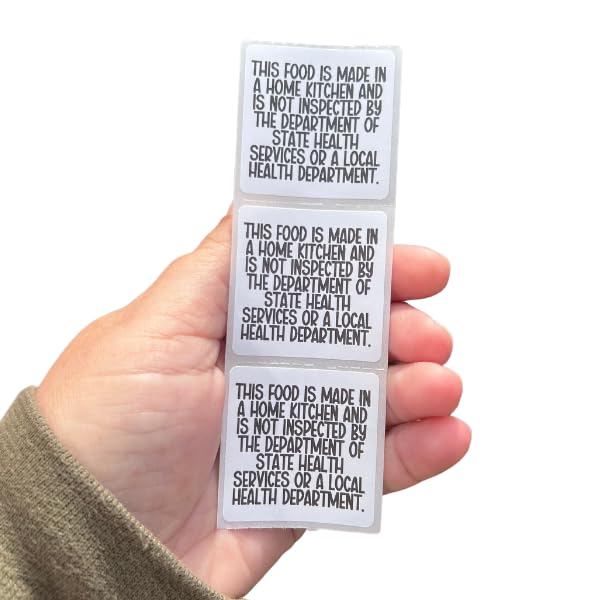 THIS FOOD IS MADE IN
A HOME KITCHEN AND
IS NOT INSPECTED BY
THE DEPARTMENT OF
STATE HEALTH
SERVICES OR A LOCAL
HEALTH DEPARTMENT.
THIS FOOD IS MADE IN
A HOME KITCHEN AND
IS NOT INSPECTED BY
THE DEPARTMENT OF
STATE HEALTH
SERVICES OR A LOCAL
HEALTH DEPARTMENT.
THIS FOOD IS MADE IN
A HOME KITCHEN AND
IS NOT INSPECTED BY
THE DEPARTMENT OF
STATE HEALTH
SERVICES OR A LOCAL
HEALTH DEPARTMENT.